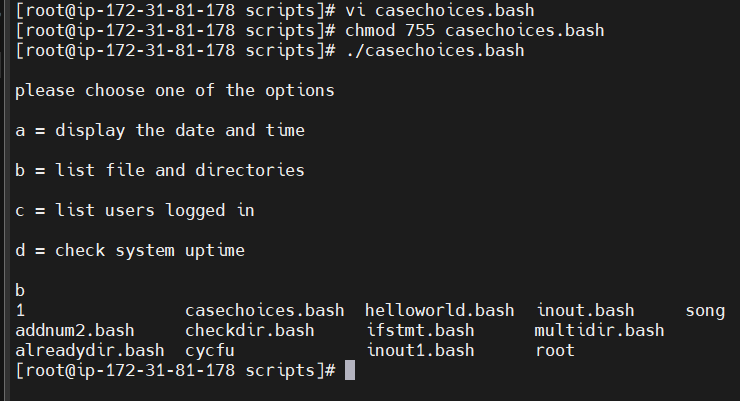 [root@ip-172-31-81-178 scripts]# vi casechoices.bash
[root@ip-172-31-81-178 scripts]# chmod 755 casechoices.bash
[root@ip-172-31-81-178 scripts]# ./casechoices.bash
please choose one of the options
a = display the date and time
b = list file and directories
c = list users logged in
d = check system uptime
b
1 casechoices.bash helloworld.bash inout.bash song
addnum2.bash checkdir.bash ifstmt.bash multidir.bash
alreadydir.bash cycfu inout1.bash root
[root@ip-172-31-81-178 scripts]#